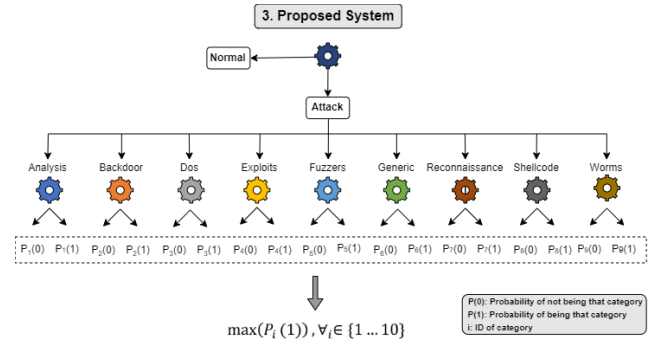 3. Proposed System
Normal
Attack
Analysis Backdoor Dos Exploits Fuzzers Generic Reconnaissance Shellcode Worms
P₁(0) P₁(1) P₂(0) P₂(1) P₃(0) P₃(1) P₄(0) P₄(1) P₅(0) P₅(1) P₆(0) P₆(1) P₇(0) P₇(1) P₈(0) P₈(1) P₉(0) P₉(1)
max(Pᵢ (1)) , ∀ᵢ∈ {1 … 10}
P(0): Probability of not being that category
P(1): Probability of being that category
i: ID of category